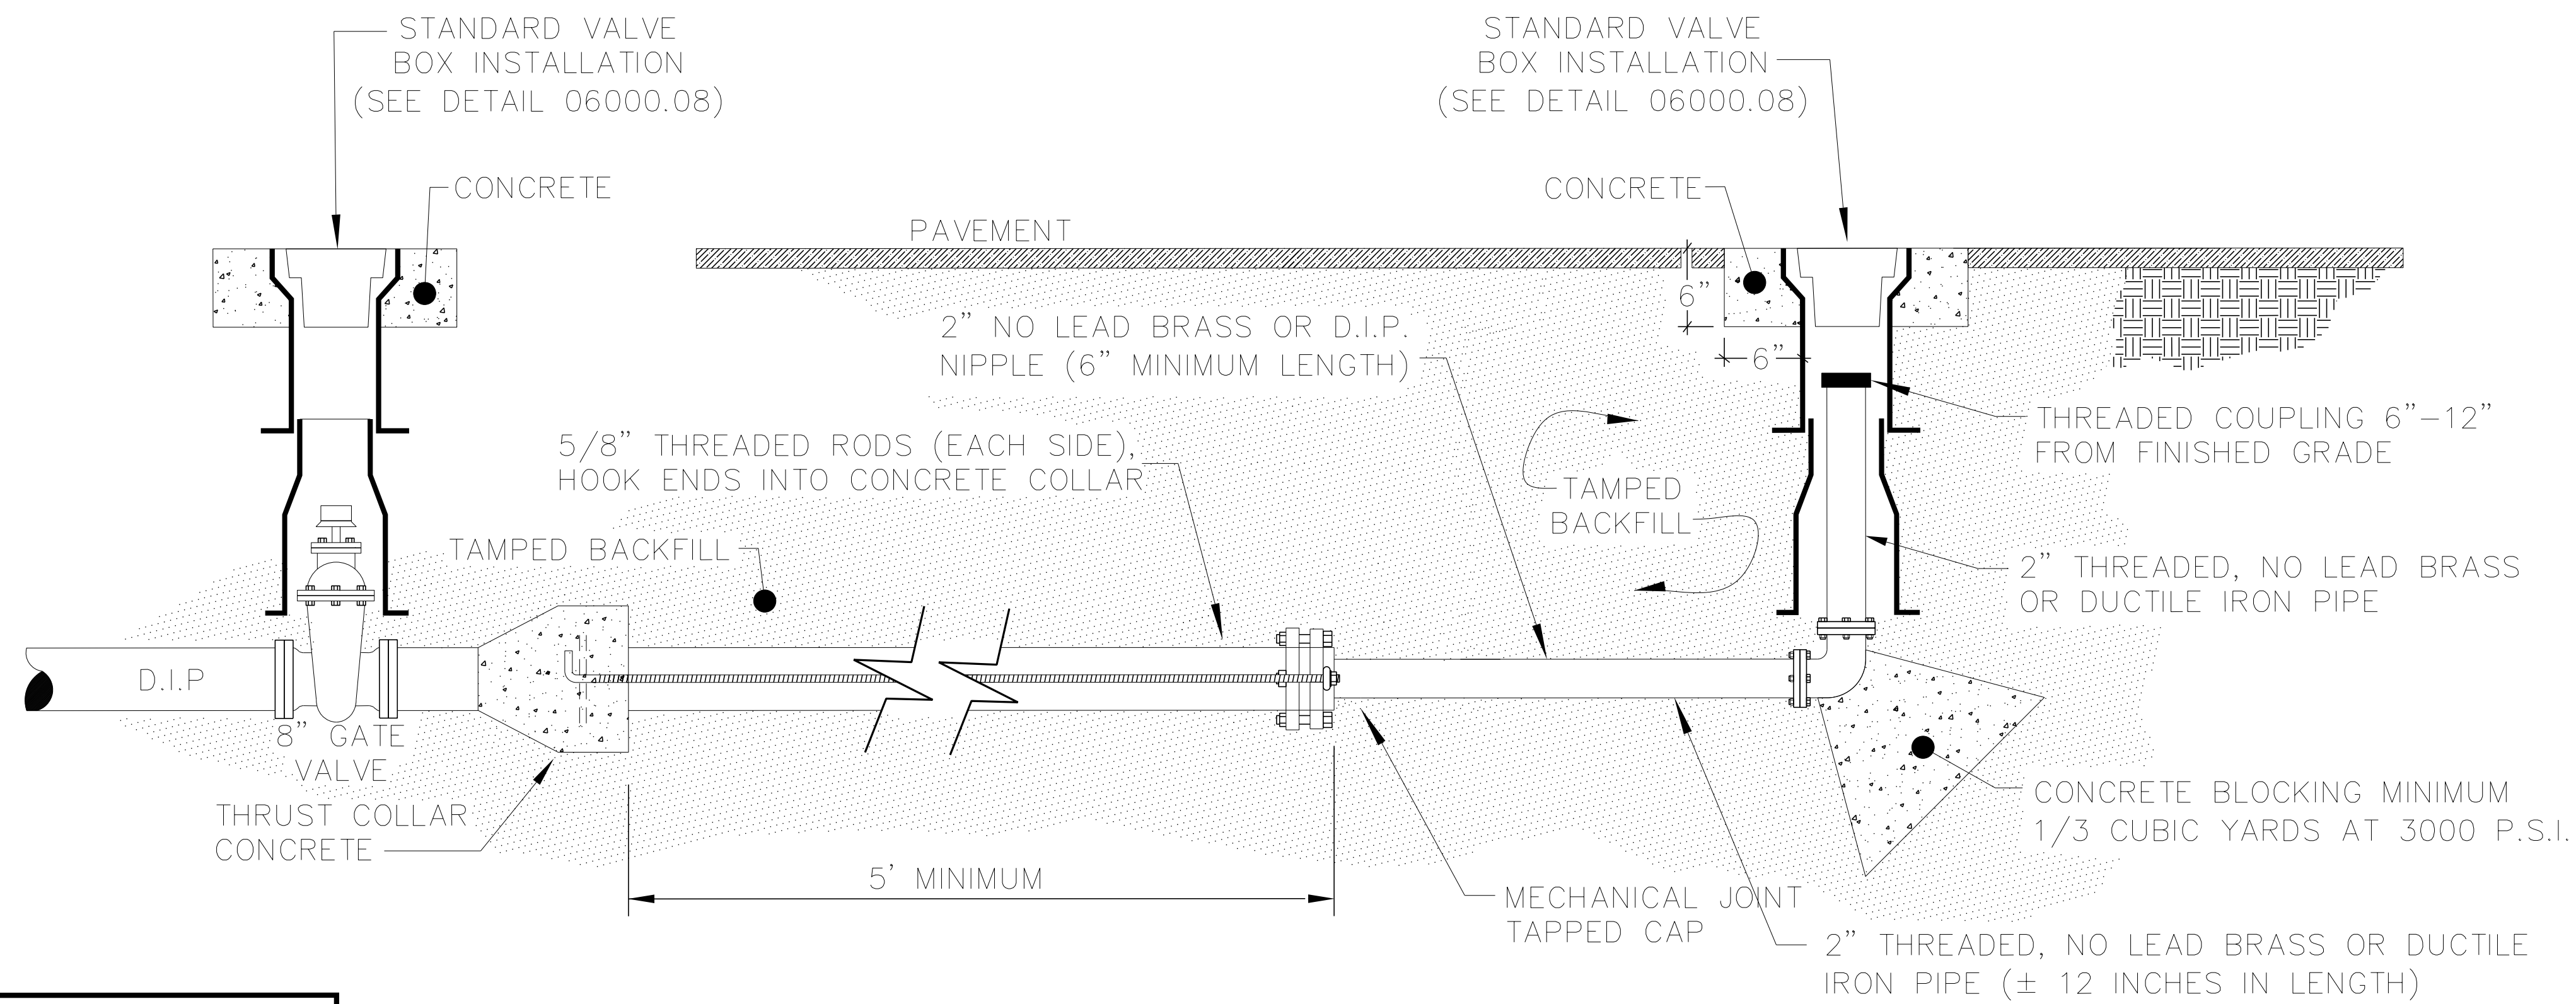 STANDARD VALVE
BOX INSTALLATION
(SEE DETAIL 06000.08)
STANDARD VALVE
BOX INSTALLATION
(SEE DETAIL 06000.08)
CONCRETE
CONCRETE
PAVEMENT
6"
6"
2" NO LEAD BRASS OR D.I.P.
NIPPLE (6" MINIMUM LENGTH)
THREADED COUPLING 6"-12"
FROM FINISHED GRADE
5/8" THREADED RODS (EACH SIDE),
HOOK ENDS INTO CONCRETE COLLAR
TAMPED
BACKFILL
TAMPED BACKFILL
2" THREADED, NO LEAD BRASS
OR DUCTILE IRON PIPE
D.I.P
8" GATE
VALVE
THRUST COLLAR
CONCRETE
CONCRETE BLOCKING MINIMUM
1/3 CUBIC YARDS AT 3000 P.S.I.
5' MINIMUM
MECHANICAL JOINT
TAPPED CAP
2" THREADED, NO LEAD BRASS OR DUCTILE
IRON PIPE (± 12 INCHES IN LENGTH)